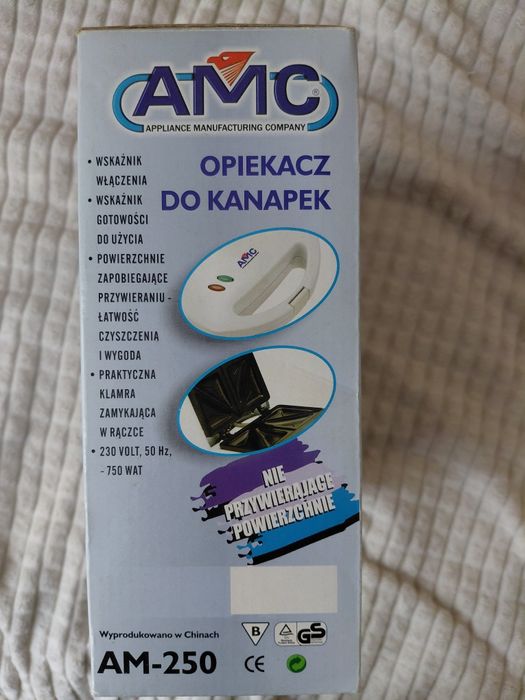 AMC®
APPLIANCE MANUFACTURING COMPANY
OPIEKACZ
DO KANAPEK
• WSKAŹNIK
WŁĄCZENIA
• WSKAŹNIK
GOTOWOŚCI
DO UŻYCIA
• POWIERZCHNIE
ZAPOBIEGAJĄCE
PRZYWIERANIU -
ŁATWOŚĆ
CZYSZCZENIA
I WYGODA
• PRAKTYCZNA
KLAMRA
ZAMYKAJĄCA
W RĄCZCE
• 230 VOLT, 50 Hz,
- 750 WAT
AMC
NIE
PRZYWIERAJĄCE
POWIERZCHNIE
Wyprodukowano w Chinach
AM-250
B
GS
CE